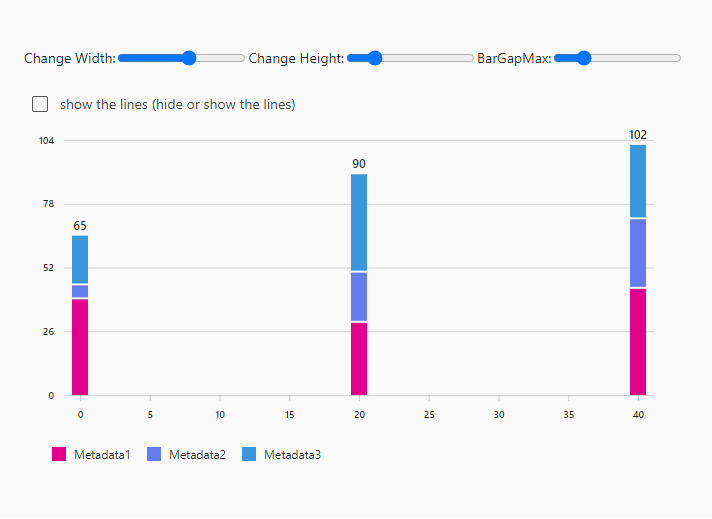 Change Width: Change Height: BarGapMax:
show the lines (hide or show the lines)
104
102
90
78
65
52
26
0
0 5 10 15 20 25 30 35 40
Metadata1 Metadata2 Metadata3